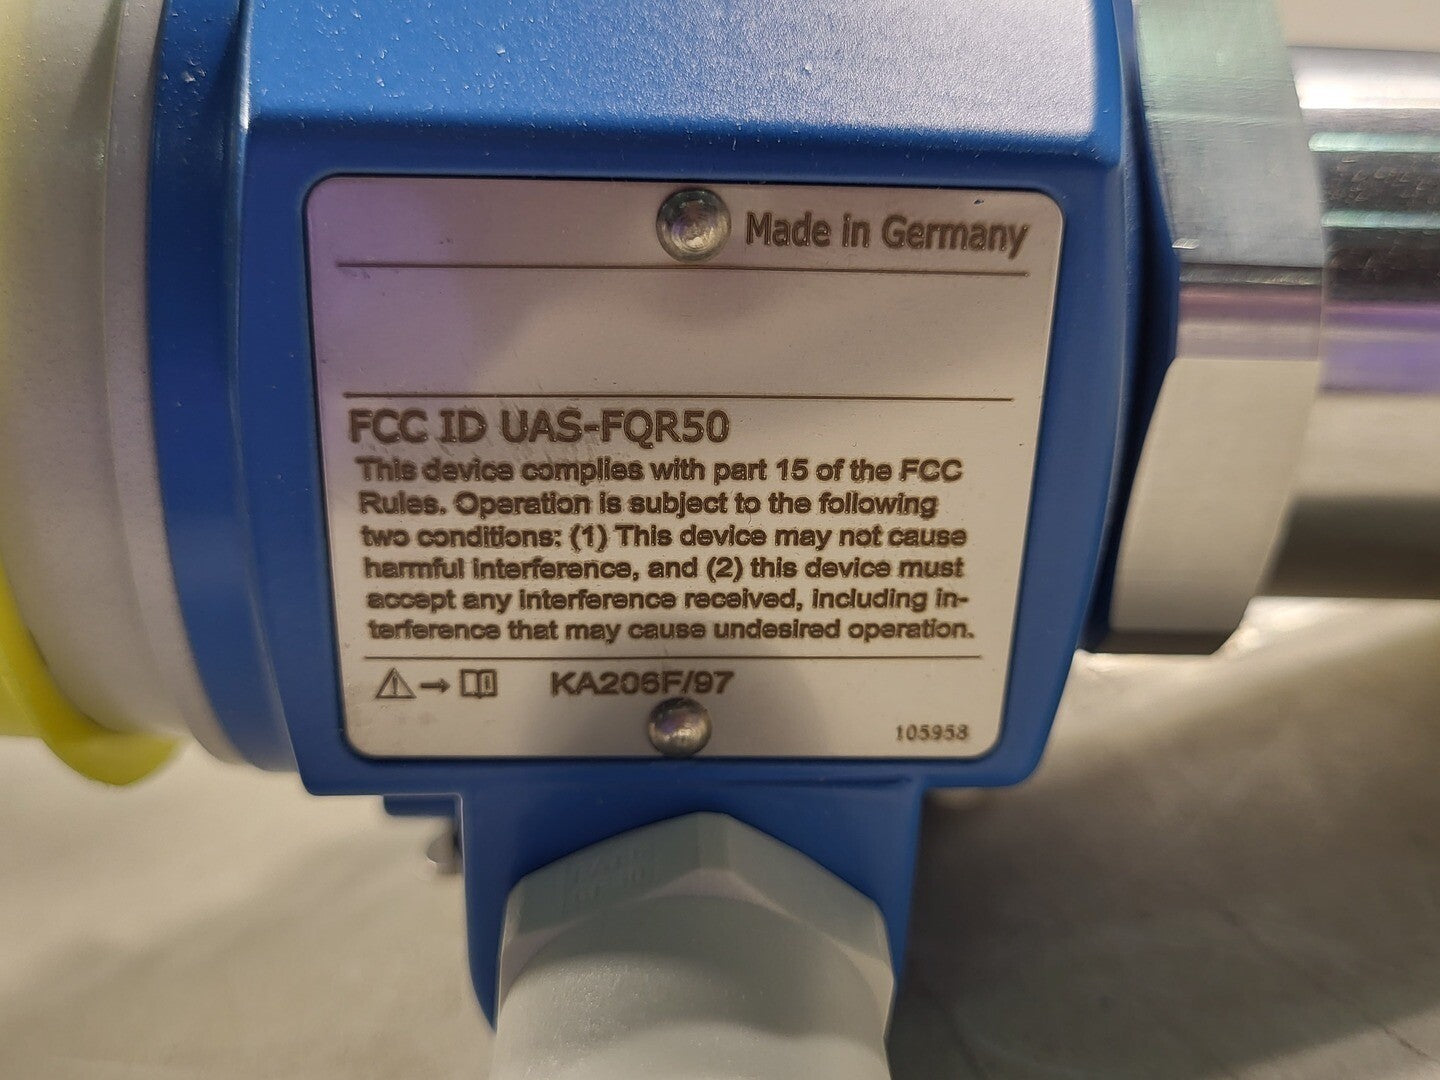 Made in Germany
FCC ID UAS-FQR50
This device complies with part 15 of the FCC
Rules. Operation is subject to the following
two conditions: (1) This device may not cause
harmful interference, and (2) this device must
accept any interference received, including in-
terference that may cause undesired operation.
KA206F/97
105958